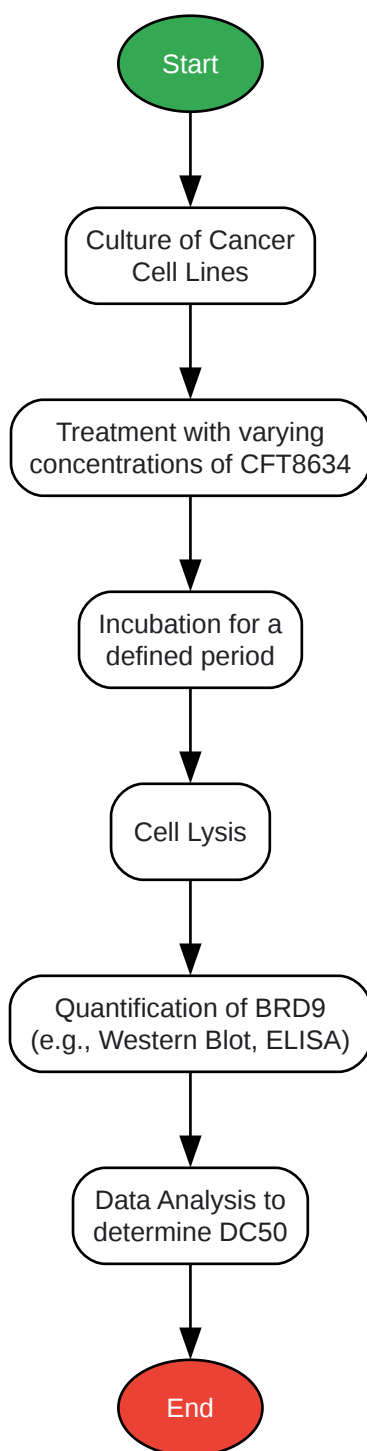 Start
Culture of Cancer
Cell Lines
Treatment with varying
concentrations of CFT8634
Incubation for a
defined period
Cell Lysis
Quantification of BRD9
(e.g., Western Blot, ELISA)
Data Analysis to
determine DC50
End